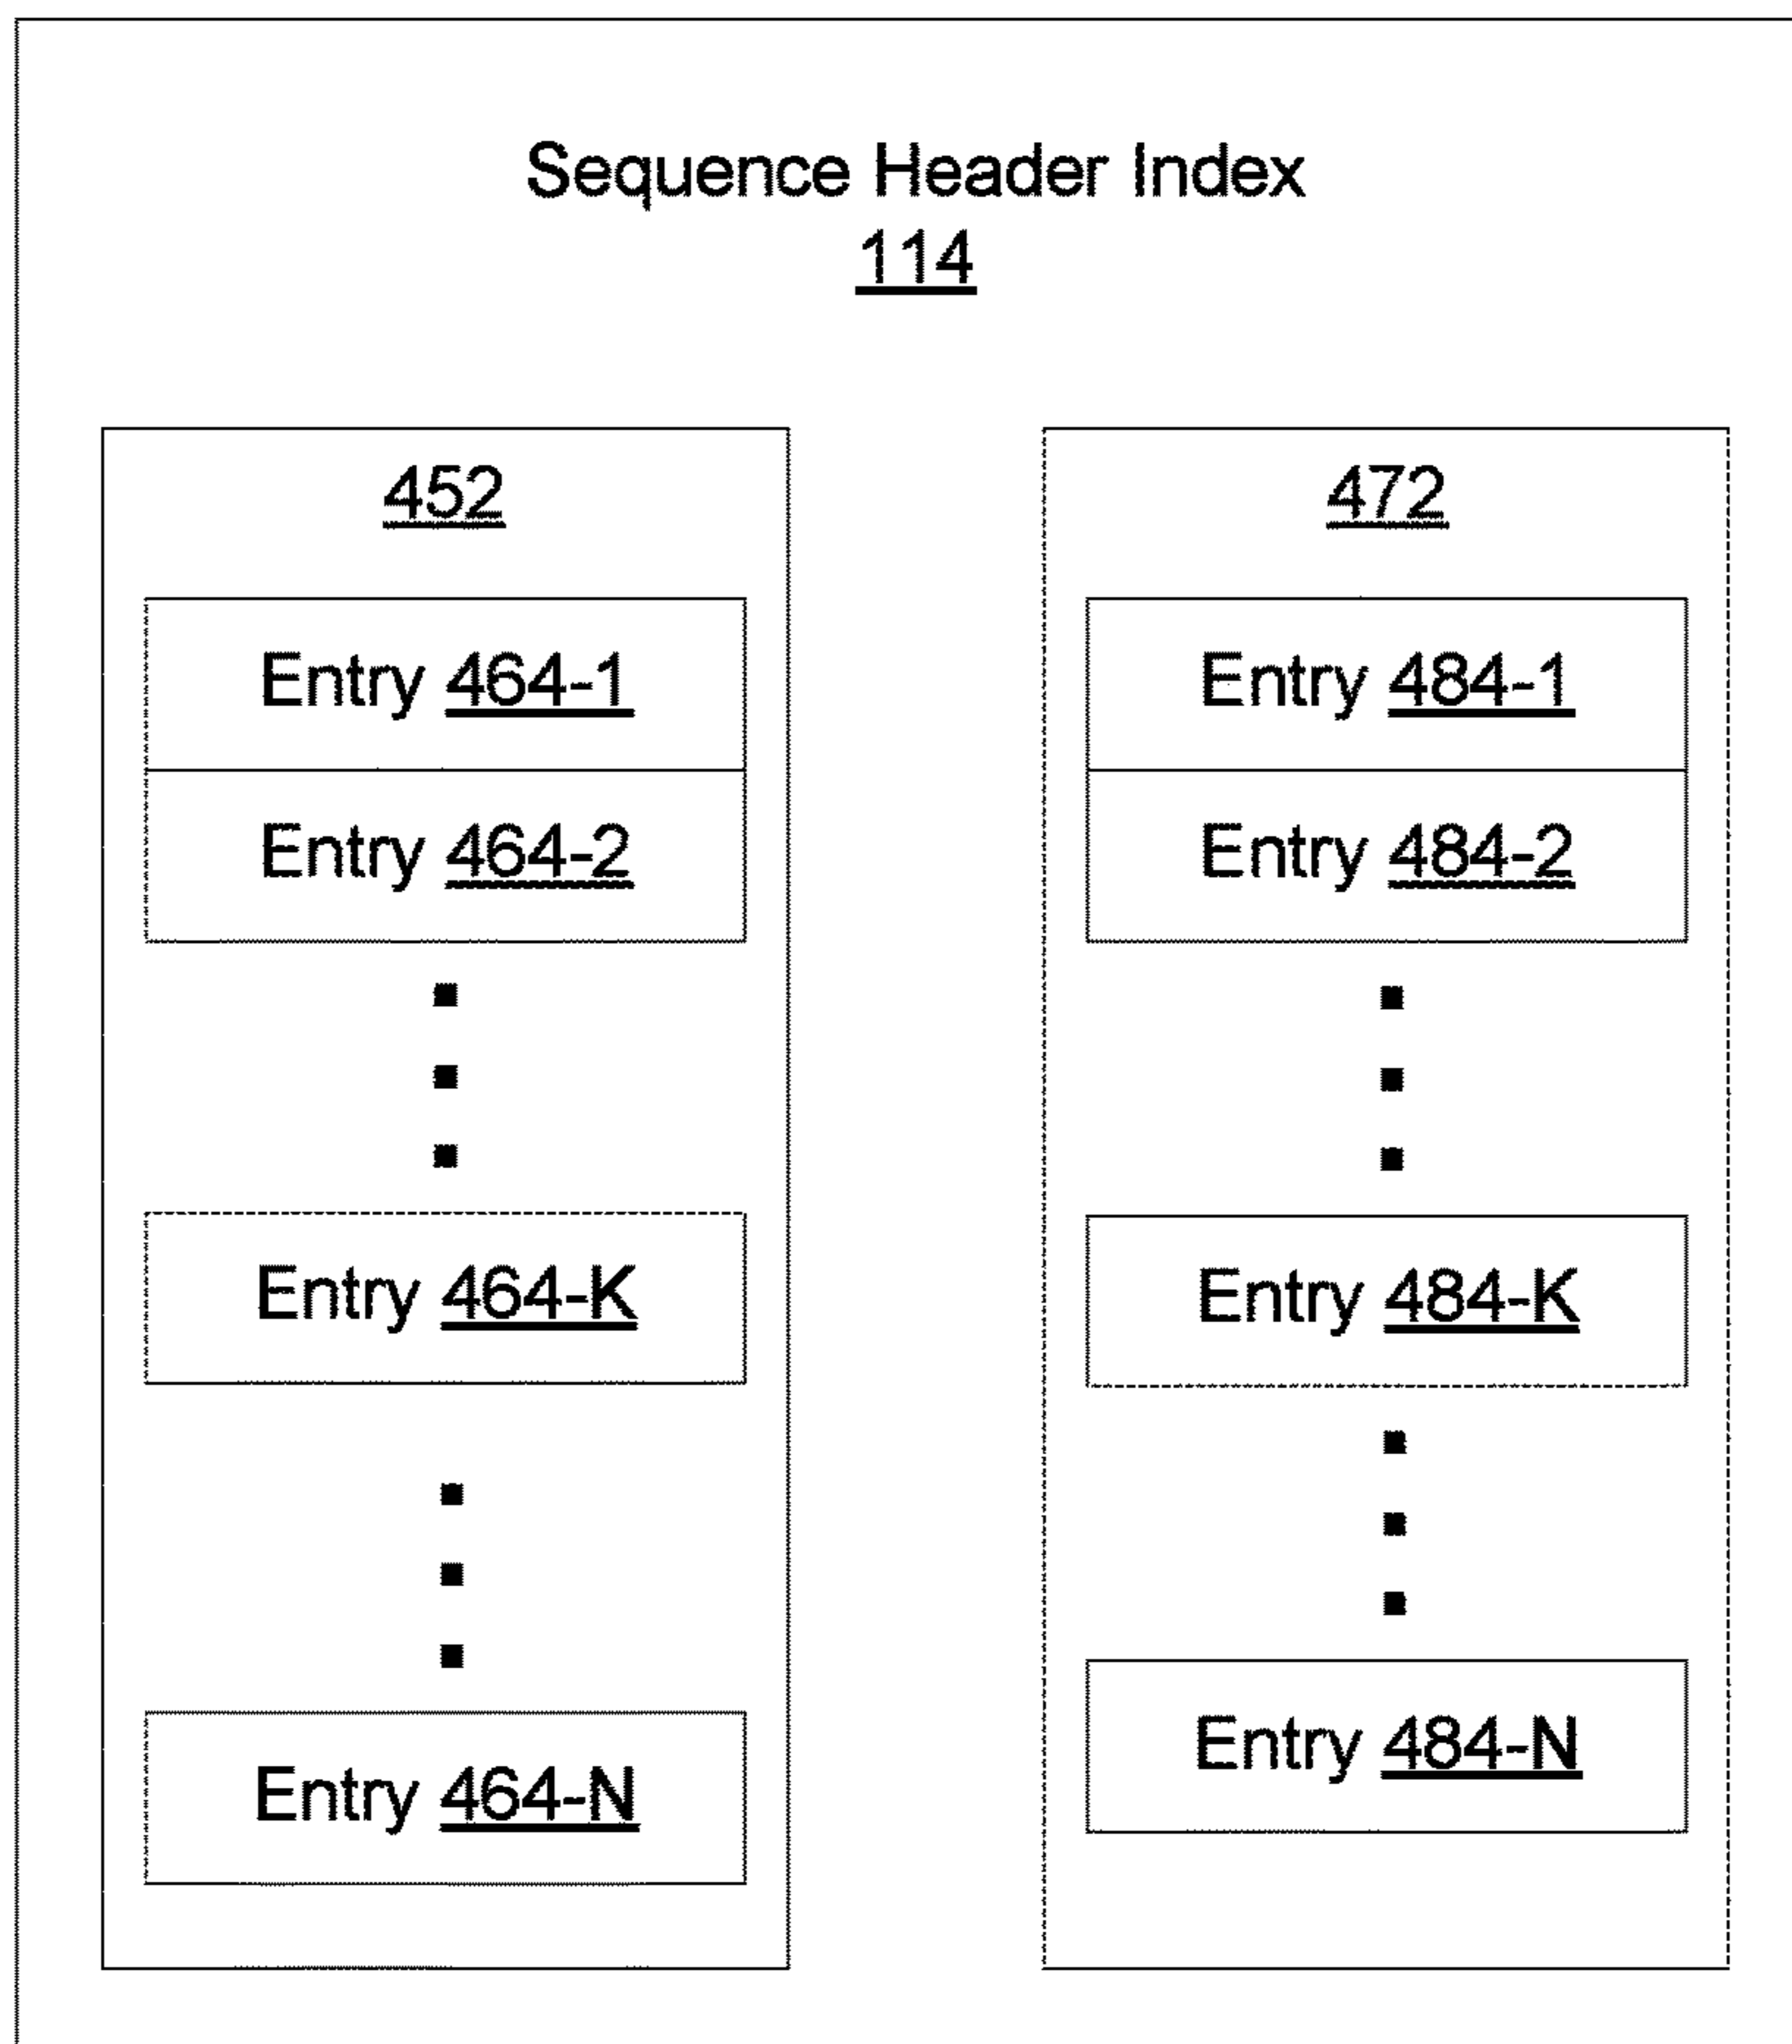 Sequence Header Index
114
452
Entry 464-1
Entry 464-2
Entry 464-K
Entry 464-N
472
Entry 484-1
Entry 484-2
Entry 484-K
Entry 484-N